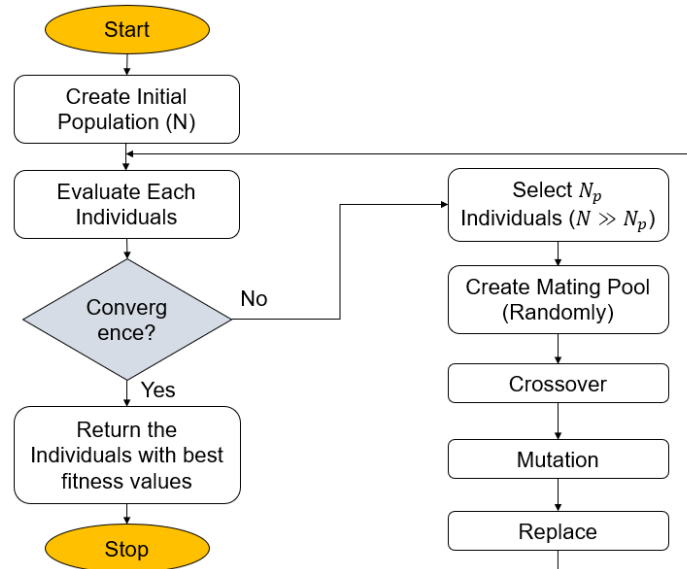 Start
Create Initial
Population (N)
Evaluate Each
Individuals
Converg
ence?
No
Yes
Return the
Individuals with best
fitness values
Stop
Select N_p
Individuals (N ≫ N_p)
Create Mating Pool
(Randomly)
Crossover
Mutation
Replace